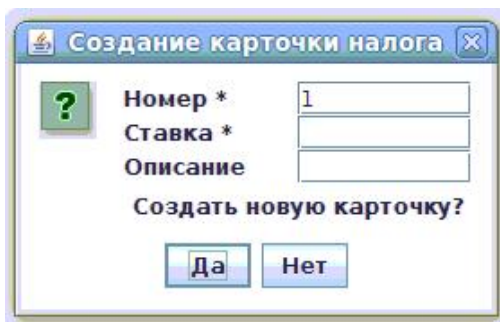 Создание карточки налога
Номер * 1
Ставка *
Описание
Создать новую карточку?
Да Нет